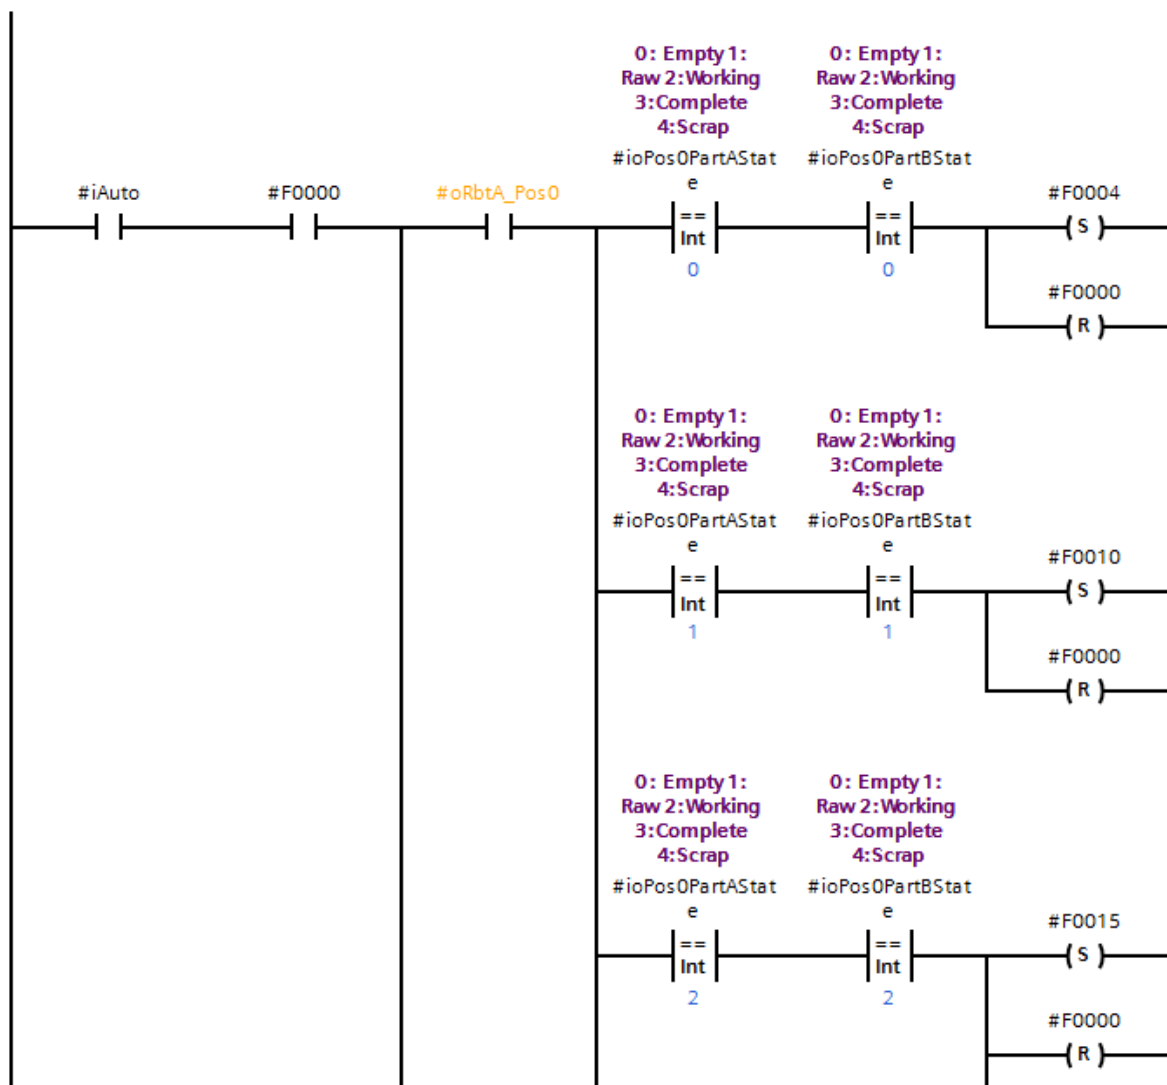 0: Empty 1:
Raw 2:Working
3:Complete
4:Scrap
0: Empty 1:
Raw 2:Working
3:Complete
4:Scrap
#iAuto
#F0000
#oRbtA_Pos0
#ioPos0PartAStat
e
#ioPos0PartBStat
e
#F0004
==
Int
0
==
Int
0
( S )
#F0000
( R )
0: Empty 1:
Raw 2:Working
3:Complete
4:Scrap
0: Empty 1:
Raw 2:Working
3:Complete
4:Scrap
#ioPos0PartAStat
e
#ioPos0PartBStat
e
#F0010
==
Int
1
==
Int
1
( S )
#F0000
( R )
0: Empty 1:
Raw 2:Working
3:Complete
4:Scrap
0: Empty 1:
Raw 2:Working
3:Complete
4:Scrap
#ioPos0PartAStat
e
#ioPos0PartBStat
e
#F0015
==
Int
2
==
Int
2
( S )
#F0000
( R )